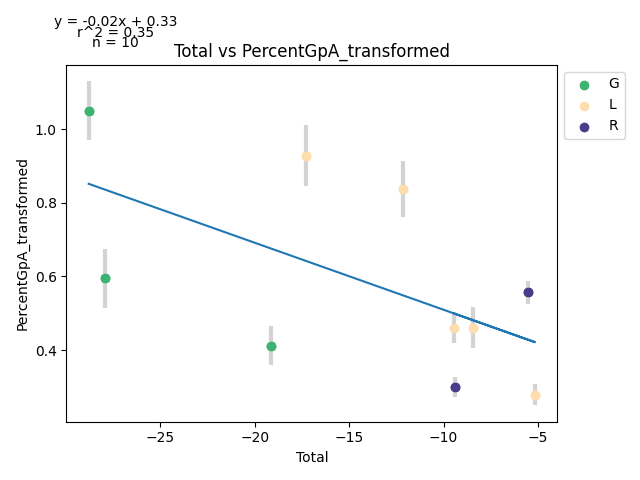 y = -0.02x + 0.33
r^2 = 0.35
n = 10
Total vs PercentGpA_transformed
G
L
R
PercentGpA_transformed
1.0
0.8
0.6
0.4
−25
−20
−15
−10
−5
Total